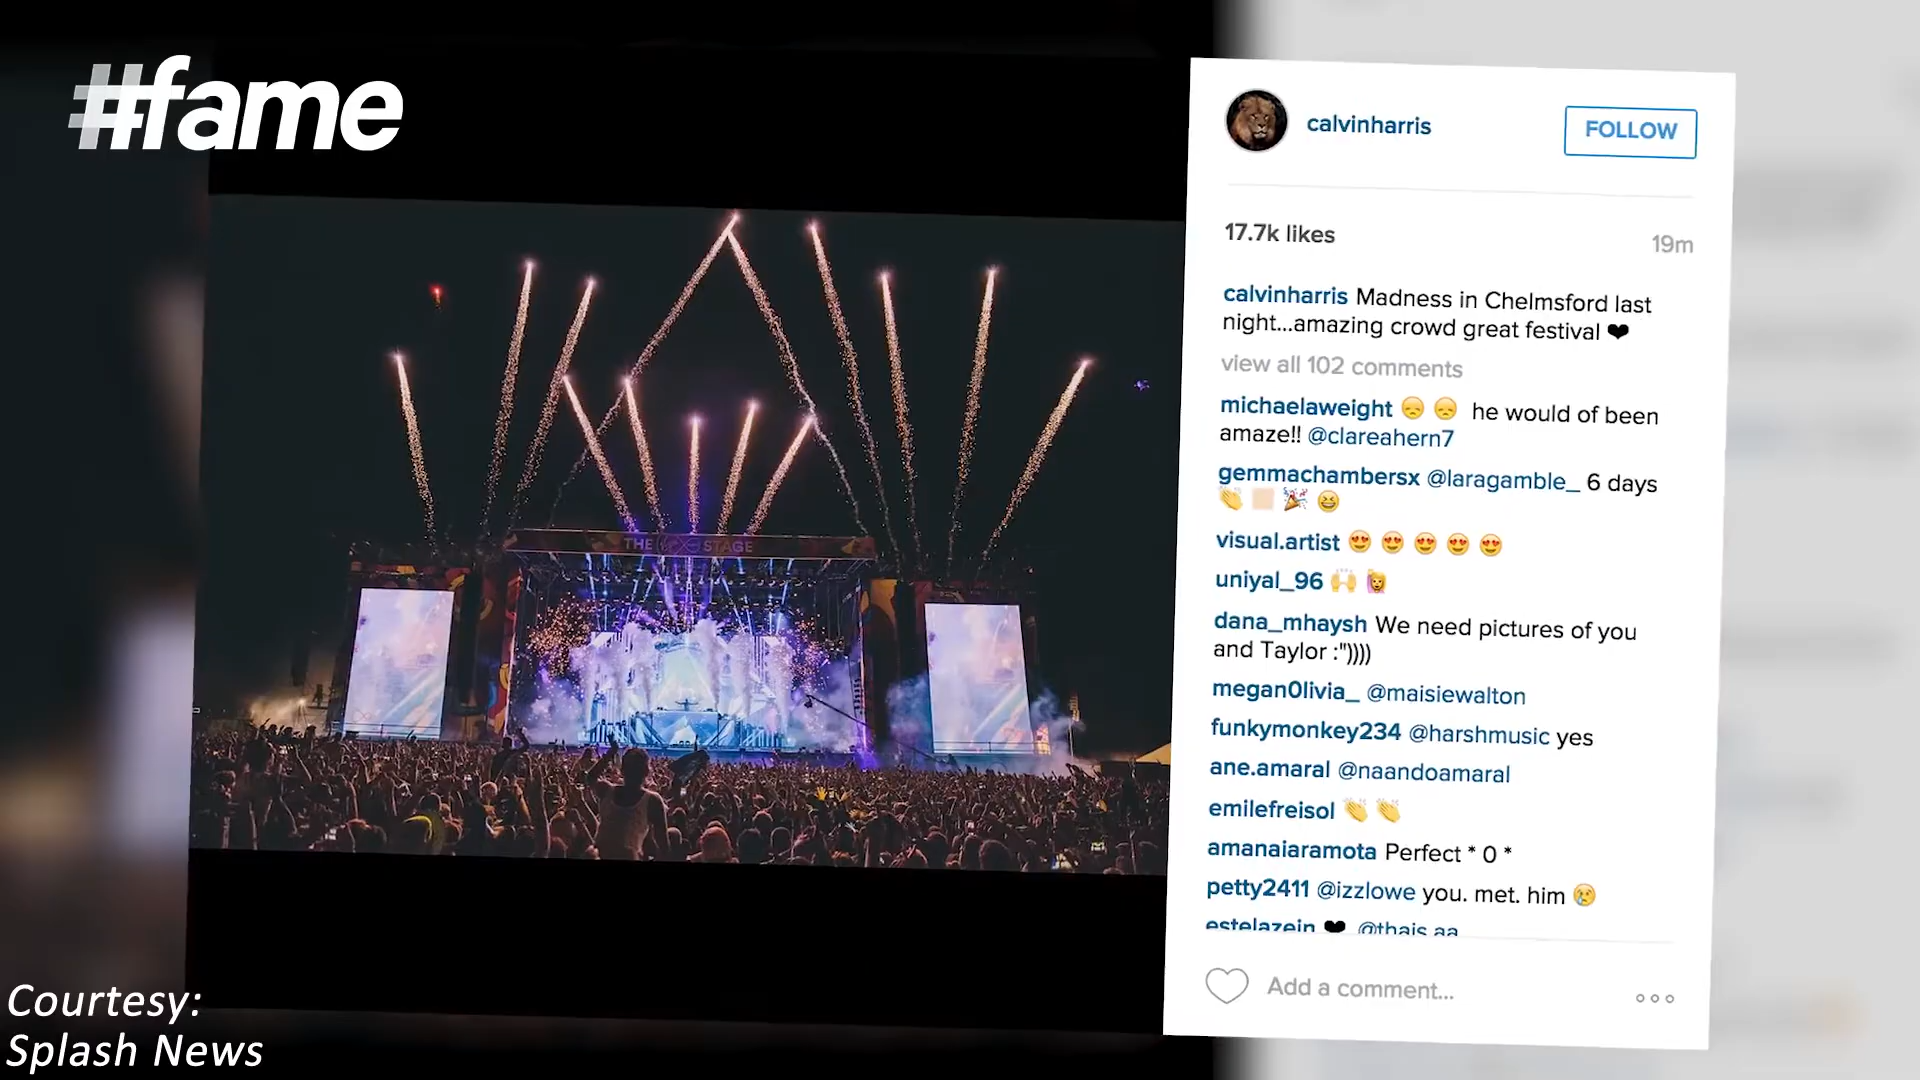 #fame
THE STAGE
calvinharris
FOLLOW
17.7k likes
19m
calvinharris Madness in Chelmsford last
night...amazing crowd great festival ❤
view all 102 comments
michaelaweight 😞 😞 he would of been
amaze!! @clareahern7
gemmachambersx @laragamble_ 6 days
👏 🏻 🎉 😆
visual.artist 😍 😍 😍 😍 😍
uniyal_96 🙌 🙋
dana_mhaysh We need pictures of you
and Taylor :"))))
megan0livia_ @maisiewalton
funkymonkey234 @harshmusic yes
ane.amaral @naandoamaral
emilefreisol 👏 👏
amanaiaramota Perfect * 0 *
petty2411 @izzlowe you. met. him 😢
estelazein ❤ @thais.aa
Add a comment...
Courtesy:
Splash News